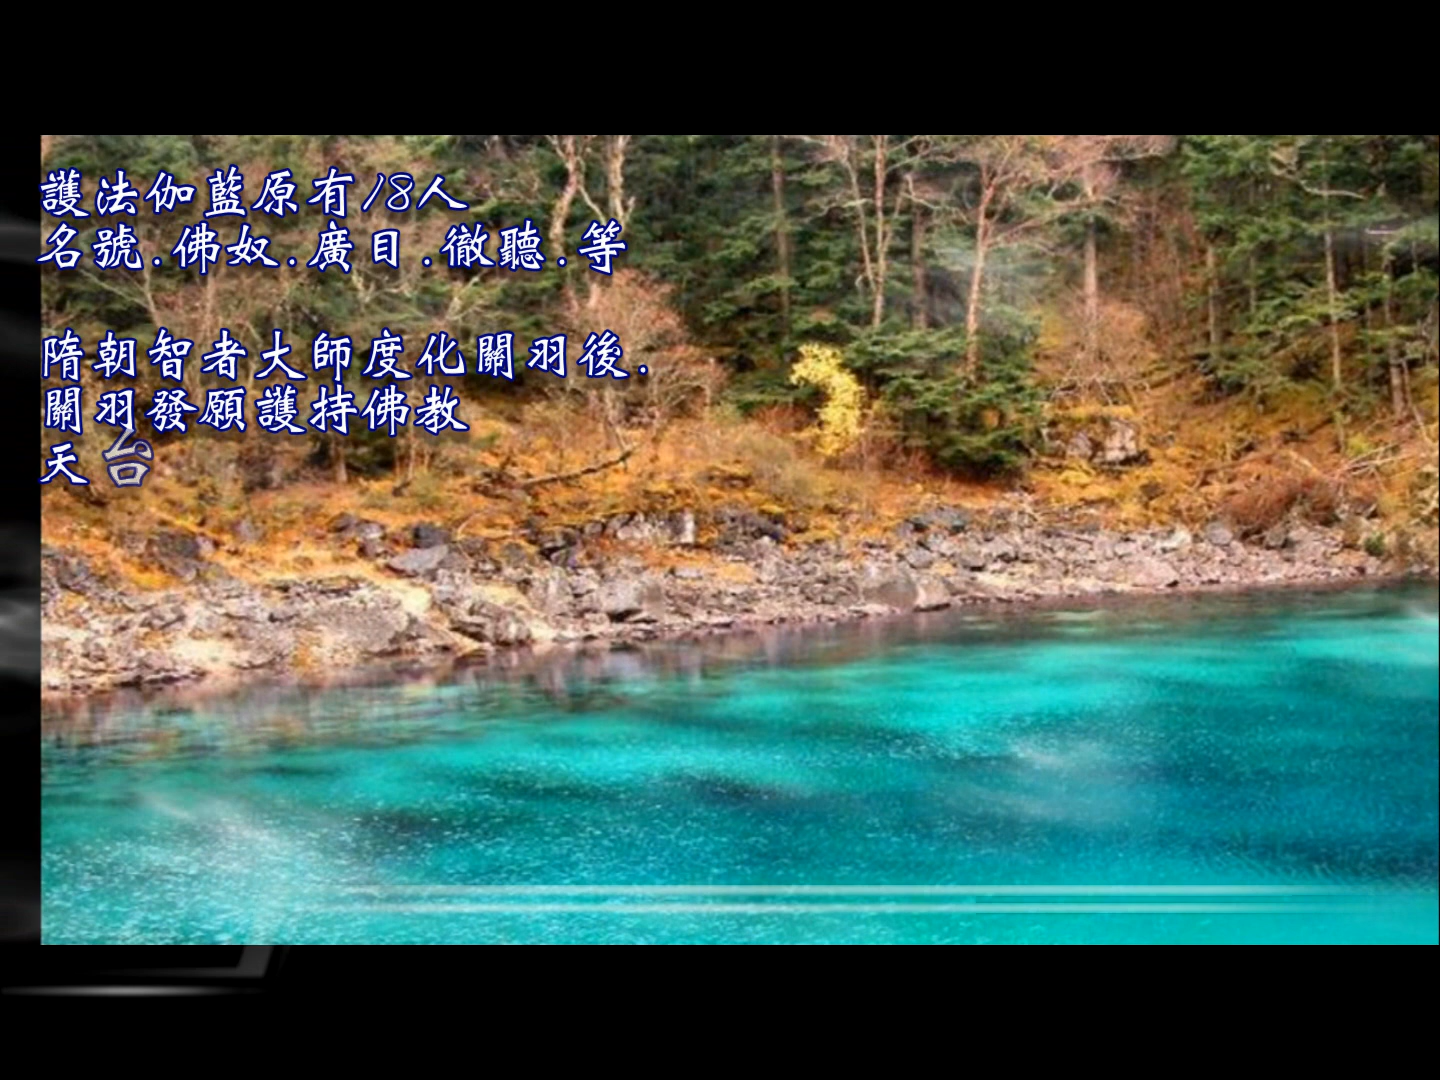 護法伽藍原有18人
名號.佛奴.廣目.徹聽.等
隋朝智者大師度化關羽後.
關羽發願護持佛教
天台